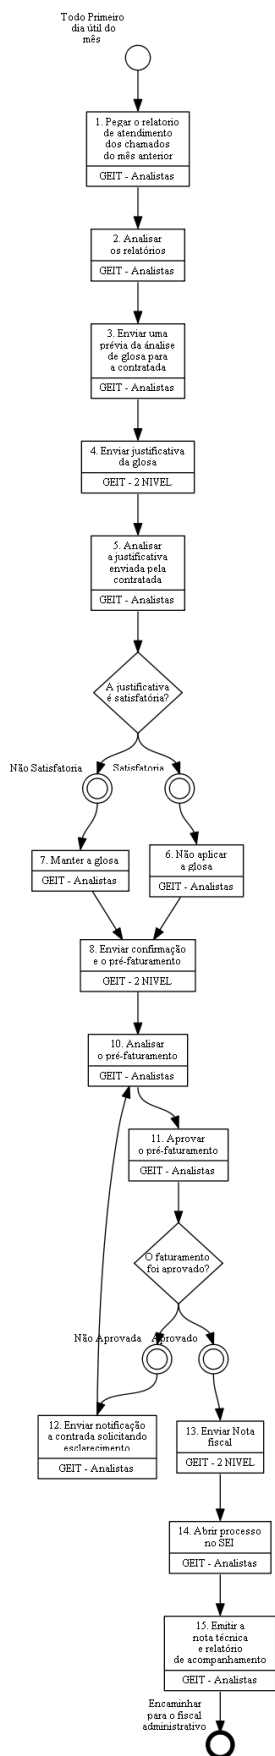 Todo Primeiro
dia útil do
mês
1. Pegar o relatorio
de atendimento
dos chamados
do mês anterior
GEIT - Analistas
2. Analisar
os relatórios
GEIT - Analistas
3. Enviar uma
prévia da ánalise
de glosa para
a contratada
GEIT - Analistas
4. Enviar justificativa
da glosa
GEIT - 2 NIVEL
5. Analisar
a justificativa
enviada pela
contratada
GEIT - Analistas
A justificativa
é satisfatória?
Não Satisfatoria
Satisfatoria
7. Manter a glosa
GEIT - Analistas
6. Não aplicar
a glosa
GEIT - Analistas
8. Enviar confirmação
e o pré-faturamento
GEIT - 2 NIVEL
10. Analisar
o pré-faturamento
GEIT - Analistas
11. Aprovar
o pré-faturamento
GEIT - Analistas
O faturamento
foi aprovado?
Não Aprovada
Aprovado
12. Enviar notificação
a contrada solicitando
esclarecimento
GEIT - Analistas
13. Enviar Nota
fiscal
GEIT - 2 NIVEL
14. Abrir processo
no SEI
GEIT - Analistas
15. Emitir a
nota técnica
e relatório
de acompanhamento
GEIT - Analistas
Encaminhar
para o fiscal
administrativo